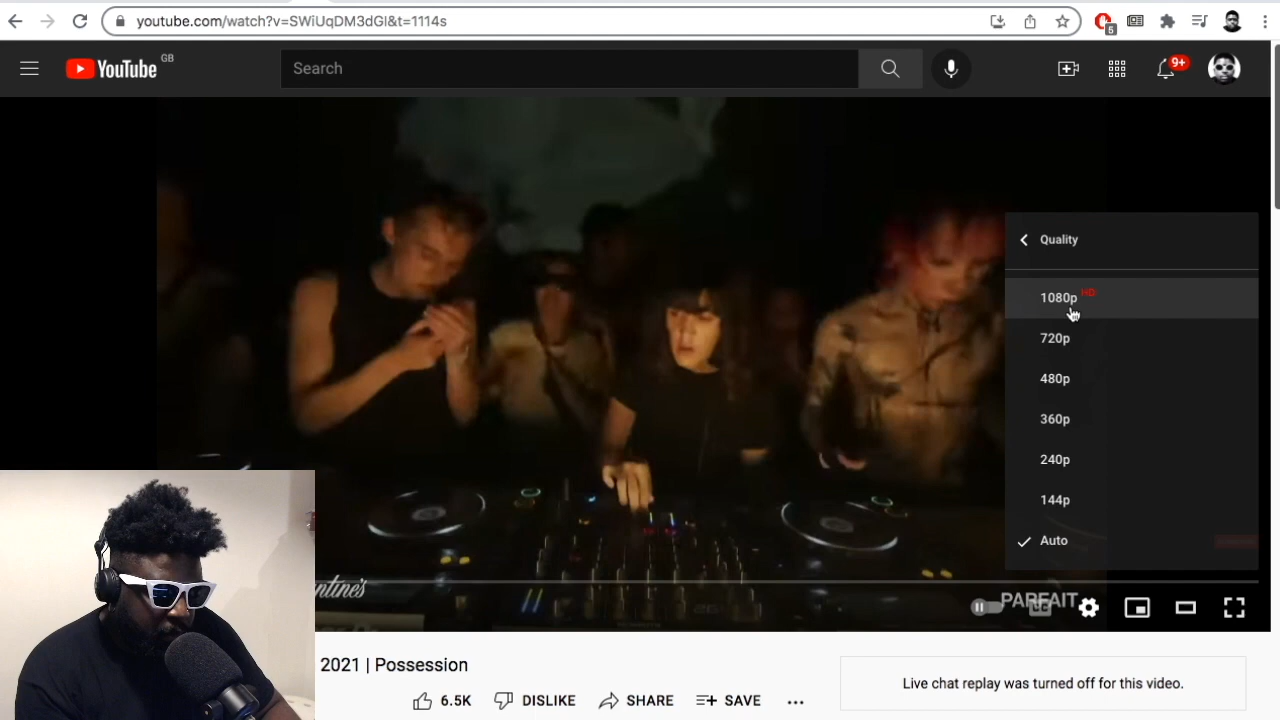 youtube.com/watch?v=SWiUqDM3dGI&t=1114s
5
YouTube GB
Search
9+
Quality
1080p HD
720p
480p
360p
240p
144p
Auto
PARFAIT
2021 | Possession
6.5K DISLIKE SHARE SAVE
Live chat replay was turned off for this video.